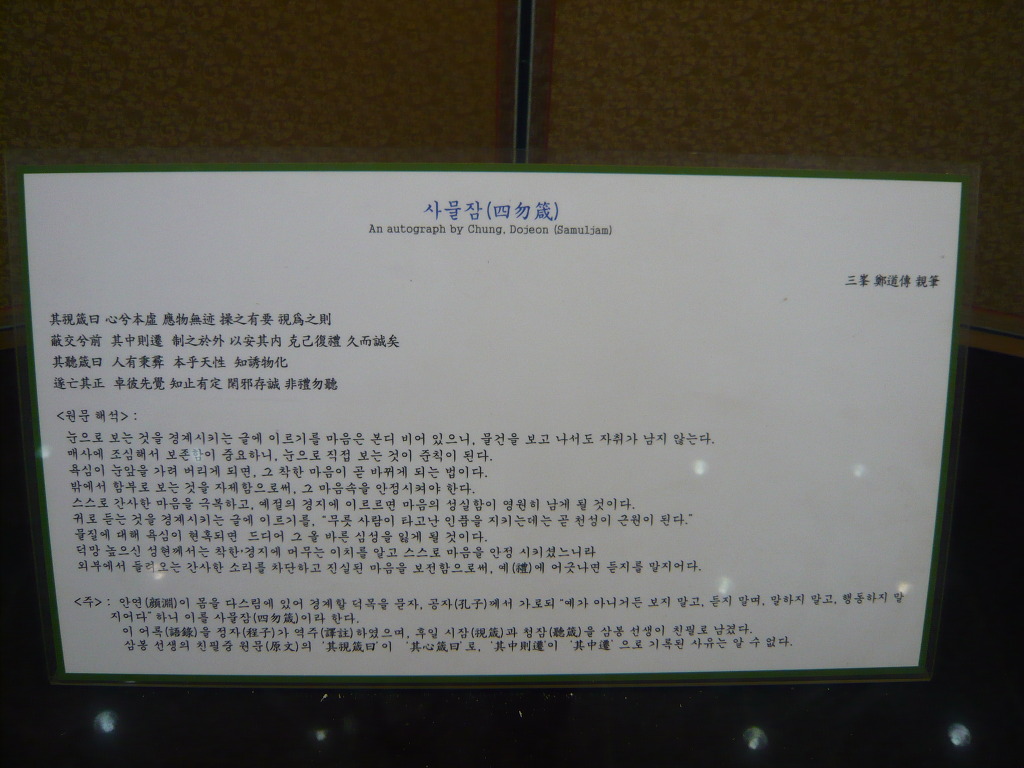 사물잠(四勿箴)
An autograph by Chung, Dojeon (Samuljam)
三峯 鄭道傳 親筆
其視箴曰 心兮本虛 應物無迹 操之有要 視爲之則
蔽交兮前 其中則遷 制之於外 以安其內 克己復禮 久而誠矣
其聽箴曰 人有秉彛 本乎天性 知誘物化
遂亡其正 卓彼先覺 知止有定 閑邪存誠 非禮勿聽
<원문 해석> :
눈으로 보는 것을 경계시키는 글에 이르기를 마음은 본디 비어 있으니, 물건을 보고 나서도 자취가 남지 않는다.
매사에 조심해서 보존함이 중요하니, 눈으로 직접 보는 것이 준칙이 된다.
욕심이 눈앞을 가려 버리게 되면, 그 착한 마음이 곧 바뀌게 되는 법이다.
밖에서 함부로 보는 것을 자제함으로써, 그 마음속을 안정시켜야 한다.
스스로 간사한 마음을 극복하고, 예절의 경지에 이르르면 마음의 성실함이 영원히 남게 될 것이다.
귀로 듣는 것을 경계시키는 글에 이르기를, "무릇 사람이 타고난 인품을 지키는데는 곧 천성이 근원이 된다."
물질에 대해 욕심이 현혹되면 드디어 그 올 바른 심성을 잃게 될 것이다.
덕망 높으신 성현께서는 착한·경지에 머무는 이치를 알고 스스로 마음을 안정 시키셨느니라
외부에서 들려오는 간사한 소리를 차단하고 진실된 마음을 보전함으로써, 예(禮)에 어긋나면 듣지를 말지어다.
<주> : 안연(顔淵)이 몸을 다스림에 있어 경계할 덕목을 묻자, 공자(孔子)께서 가로되 "예가 아니거든 보지 말고, 듣지 말며, 말하지 말고, 행동하지 말
지어다" 하니 이를 사물잠(四勿箴)이라 한다.
이 어록(語錄)을 정자(程子)가 역주(譯註)하였으며, 후일 시잠(視箴)과 청잠(聽箴)을 삼봉 선생이 친필로 남겼다.
삼봉 선생의 친필중 원문(原文)의 '其視箴曰'이 '其心箴曰'로, '其中則遷'이 '其中遷' 으로 기록된 사유는 알 수 없다.